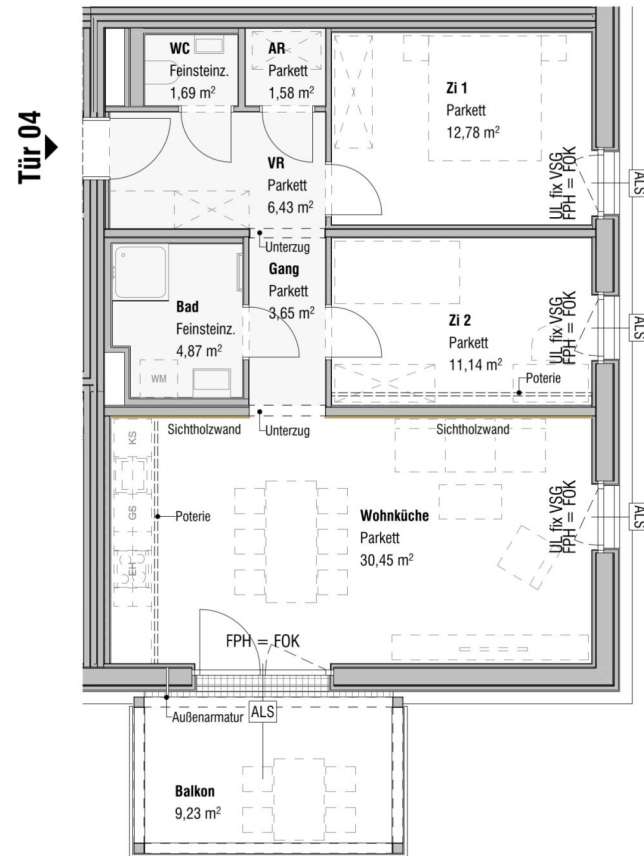 Tür 04
WC
Feinsteinz.
1,69 m²
AR
Parkett
1,58 m²
Zi 1
Parkett
12,78 m²
VR
Parkett
6,43 m²
UL fix VSG
FPH = FOK
ALS
Unterzug
Gang
Parkett
3,65 m²
Bad
Feinsteinz.
4,87 m²
WM
Zi 2
Parkett
11,14 m²
UL fix VSG
FPH = FOK
ALS
Poterie
Sichtholzwand
Unterzug
Sichtholzwand
KS
GS
EH
Poterie
Wohnküche
Parkett
30,45 m²
UL fix VSG
FPH = FOK
ALS
FPH = FOK
Außenarmatur
ALS
Balkon
9,23 m²